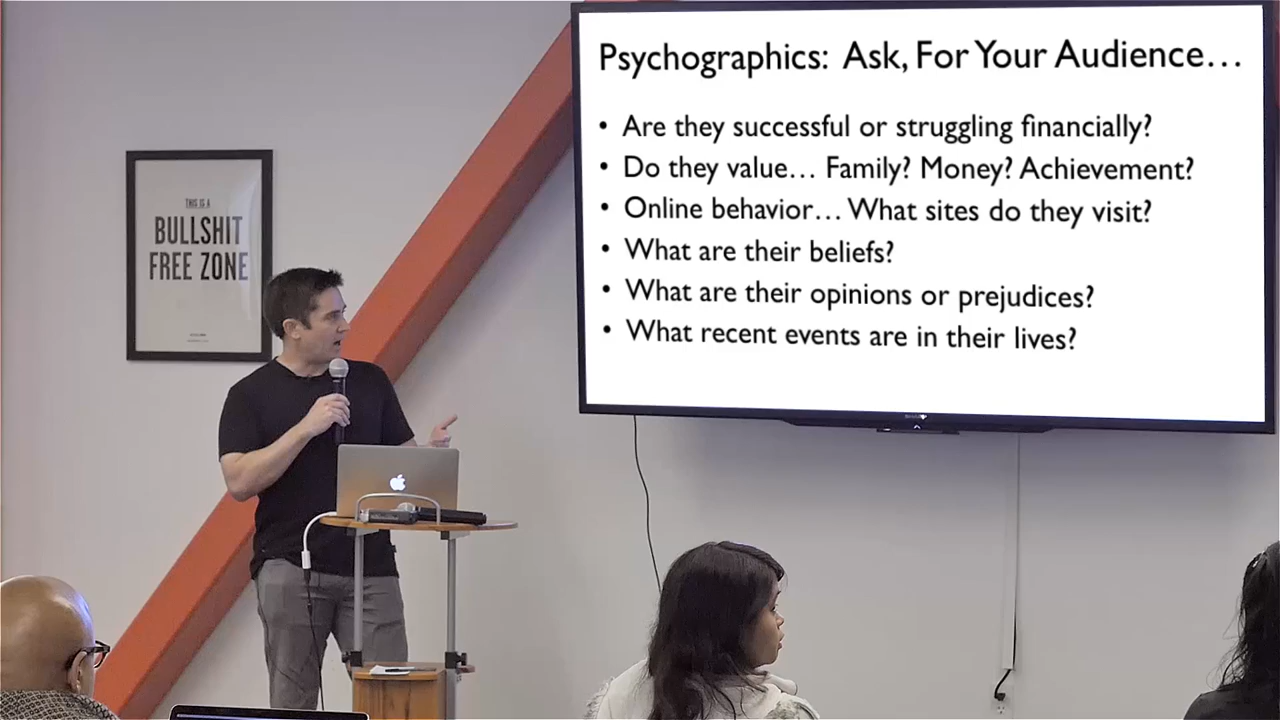 THIS IS A
BULLSHIT
FREE ZONE
Psychographics: Ask, For Your Audience…
• Are they successful or struggling financially?
• Do they value… Family? Money? Achievement?
• Online behavior… What sites do they visit?
• What are their beliefs?
• What are their opinions or prejudices?
• What recent events are in their lives?